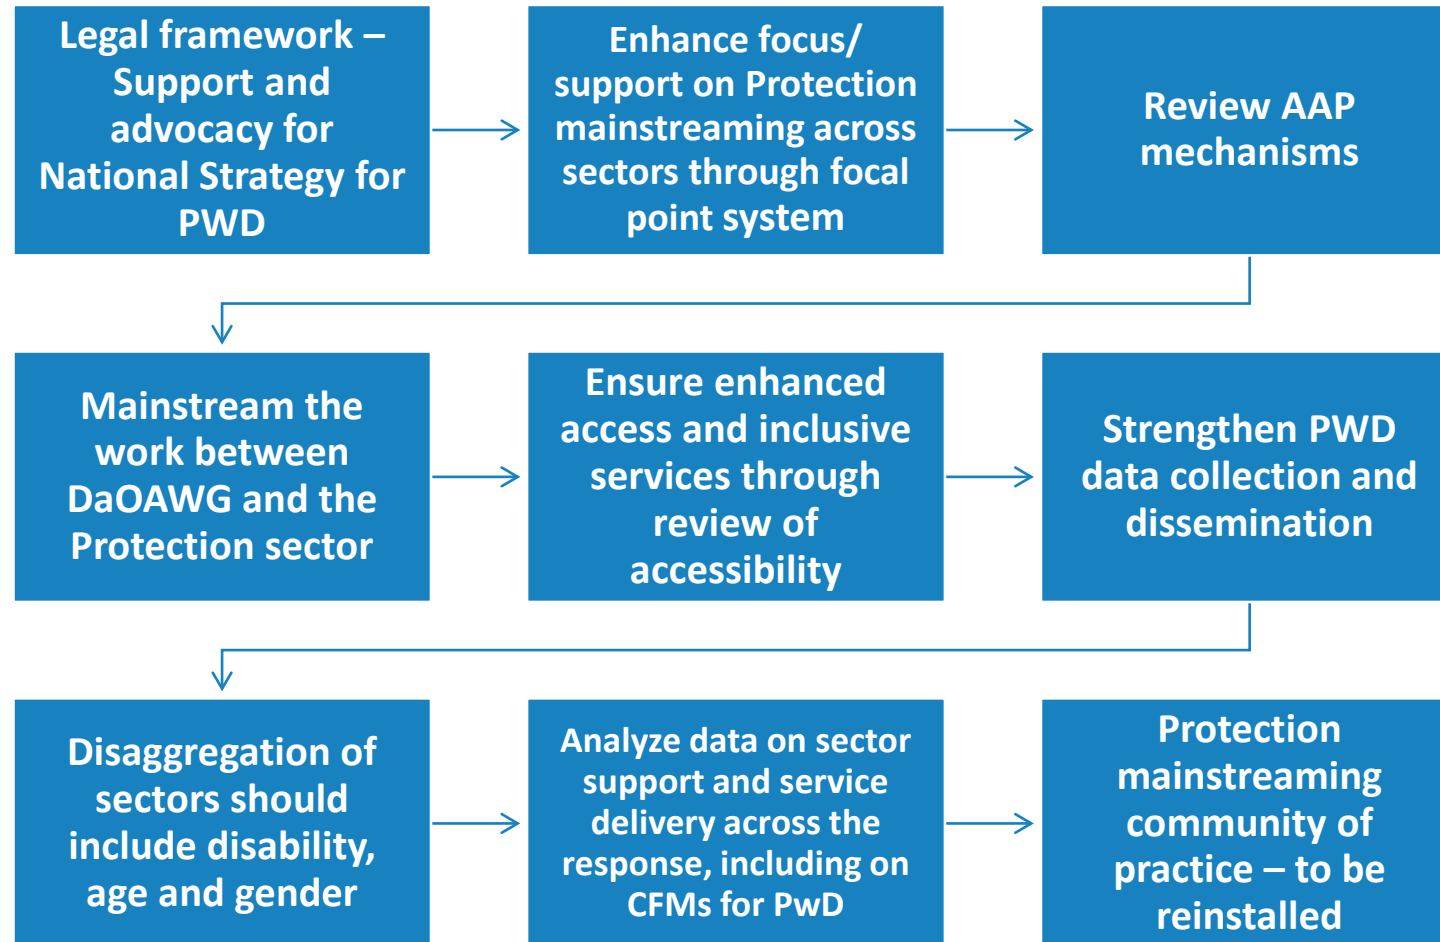 Legal framework –
Support and
advocacy for
National Strategy for
PWD
Enhance focus/
support on Protection
mainstreaming across
sectors through focal
point system
Review AAP
mechanisms
Mainstream the
work between
DaOAWG and the
Protection sector
Ensure enhanced
access and inclusive
services through
review of
accessibility
Strengthen PWD
data collection and
dissemination
Disaggregation of
sectors should
include disability,
age and gender
Analyze data on sector
support and service
delivery across the
response, including on
CFMs for PwD
Protection
mainstreaming
community of
practice – to be
reinstalled